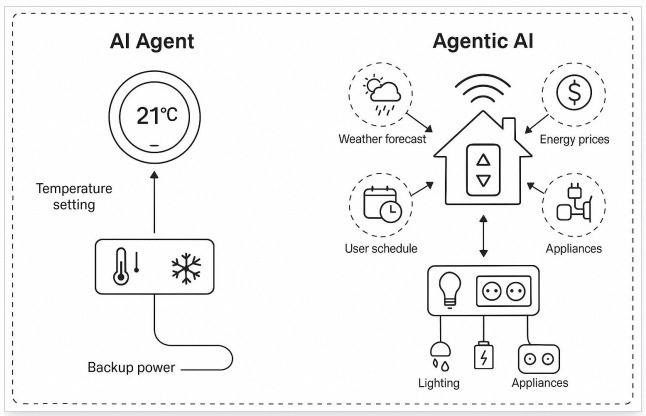 AI Agent
21°C
Temperature
setting
Backup power
Agentic AI
Weather forecast
$
Energy prices
User schedule
Appliances
Lighting
Appliances